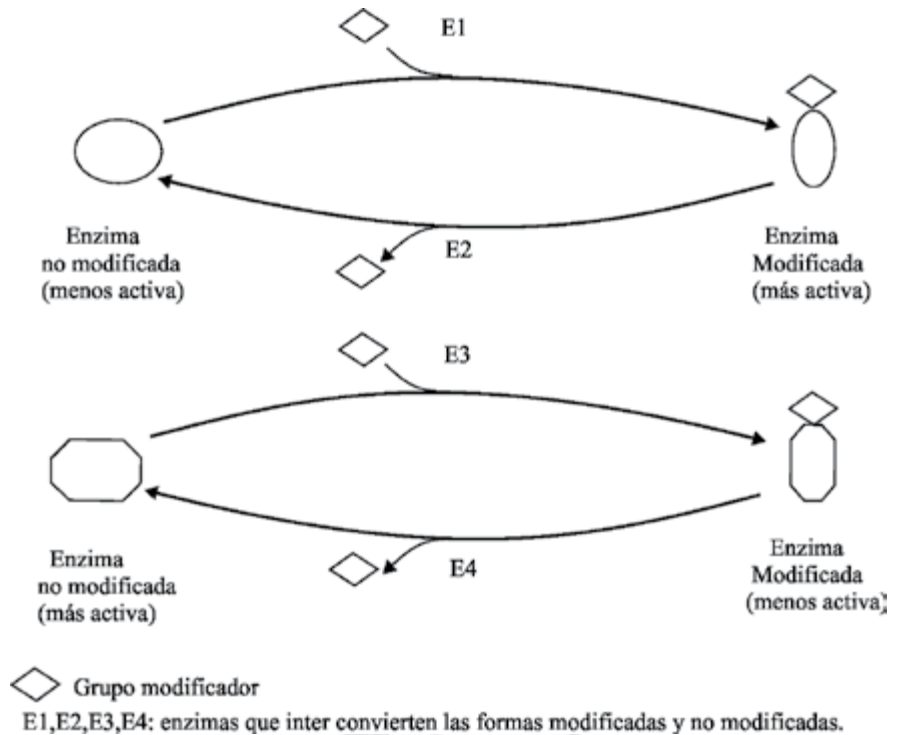 E1
Enzima
no modificada
(menos activa)
E2
Enzima
Modificada
(más activa)
E3
Enzima
no modificada
(más activa)
E4
Enzima
Modificada
(menos activa)
Grupo modificador
E1,E2,E3,E4: enzimas que inter convierten las formas modificadas y no modificadas.